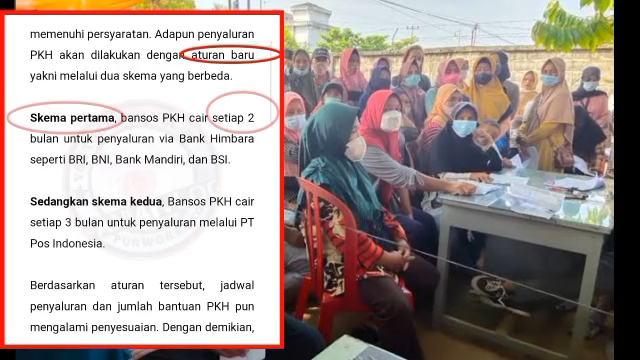 memenuhi persyaratan. Adapun penyaluran
PKH akan dilakukan dengan aturan baru
yakni melalui dua skema yang berbeda.
Skema pertama, bansos PKH cair setiap 2
bulan untuk penyaluran via Bank Himbara
seperti BRI, BNI, Bank Mandiri, dan BSI.
Sedangkan skema kedua, Bansos PKH cair
setiap 3 bulan untuk penyaluran melalui PT
Pos Indonesia.
Berdasarkan aturan tersebut, jadwal
penyaluran dan jumlah bantuan PKH pun
mengalami penyesuaian. Dengan demikian,